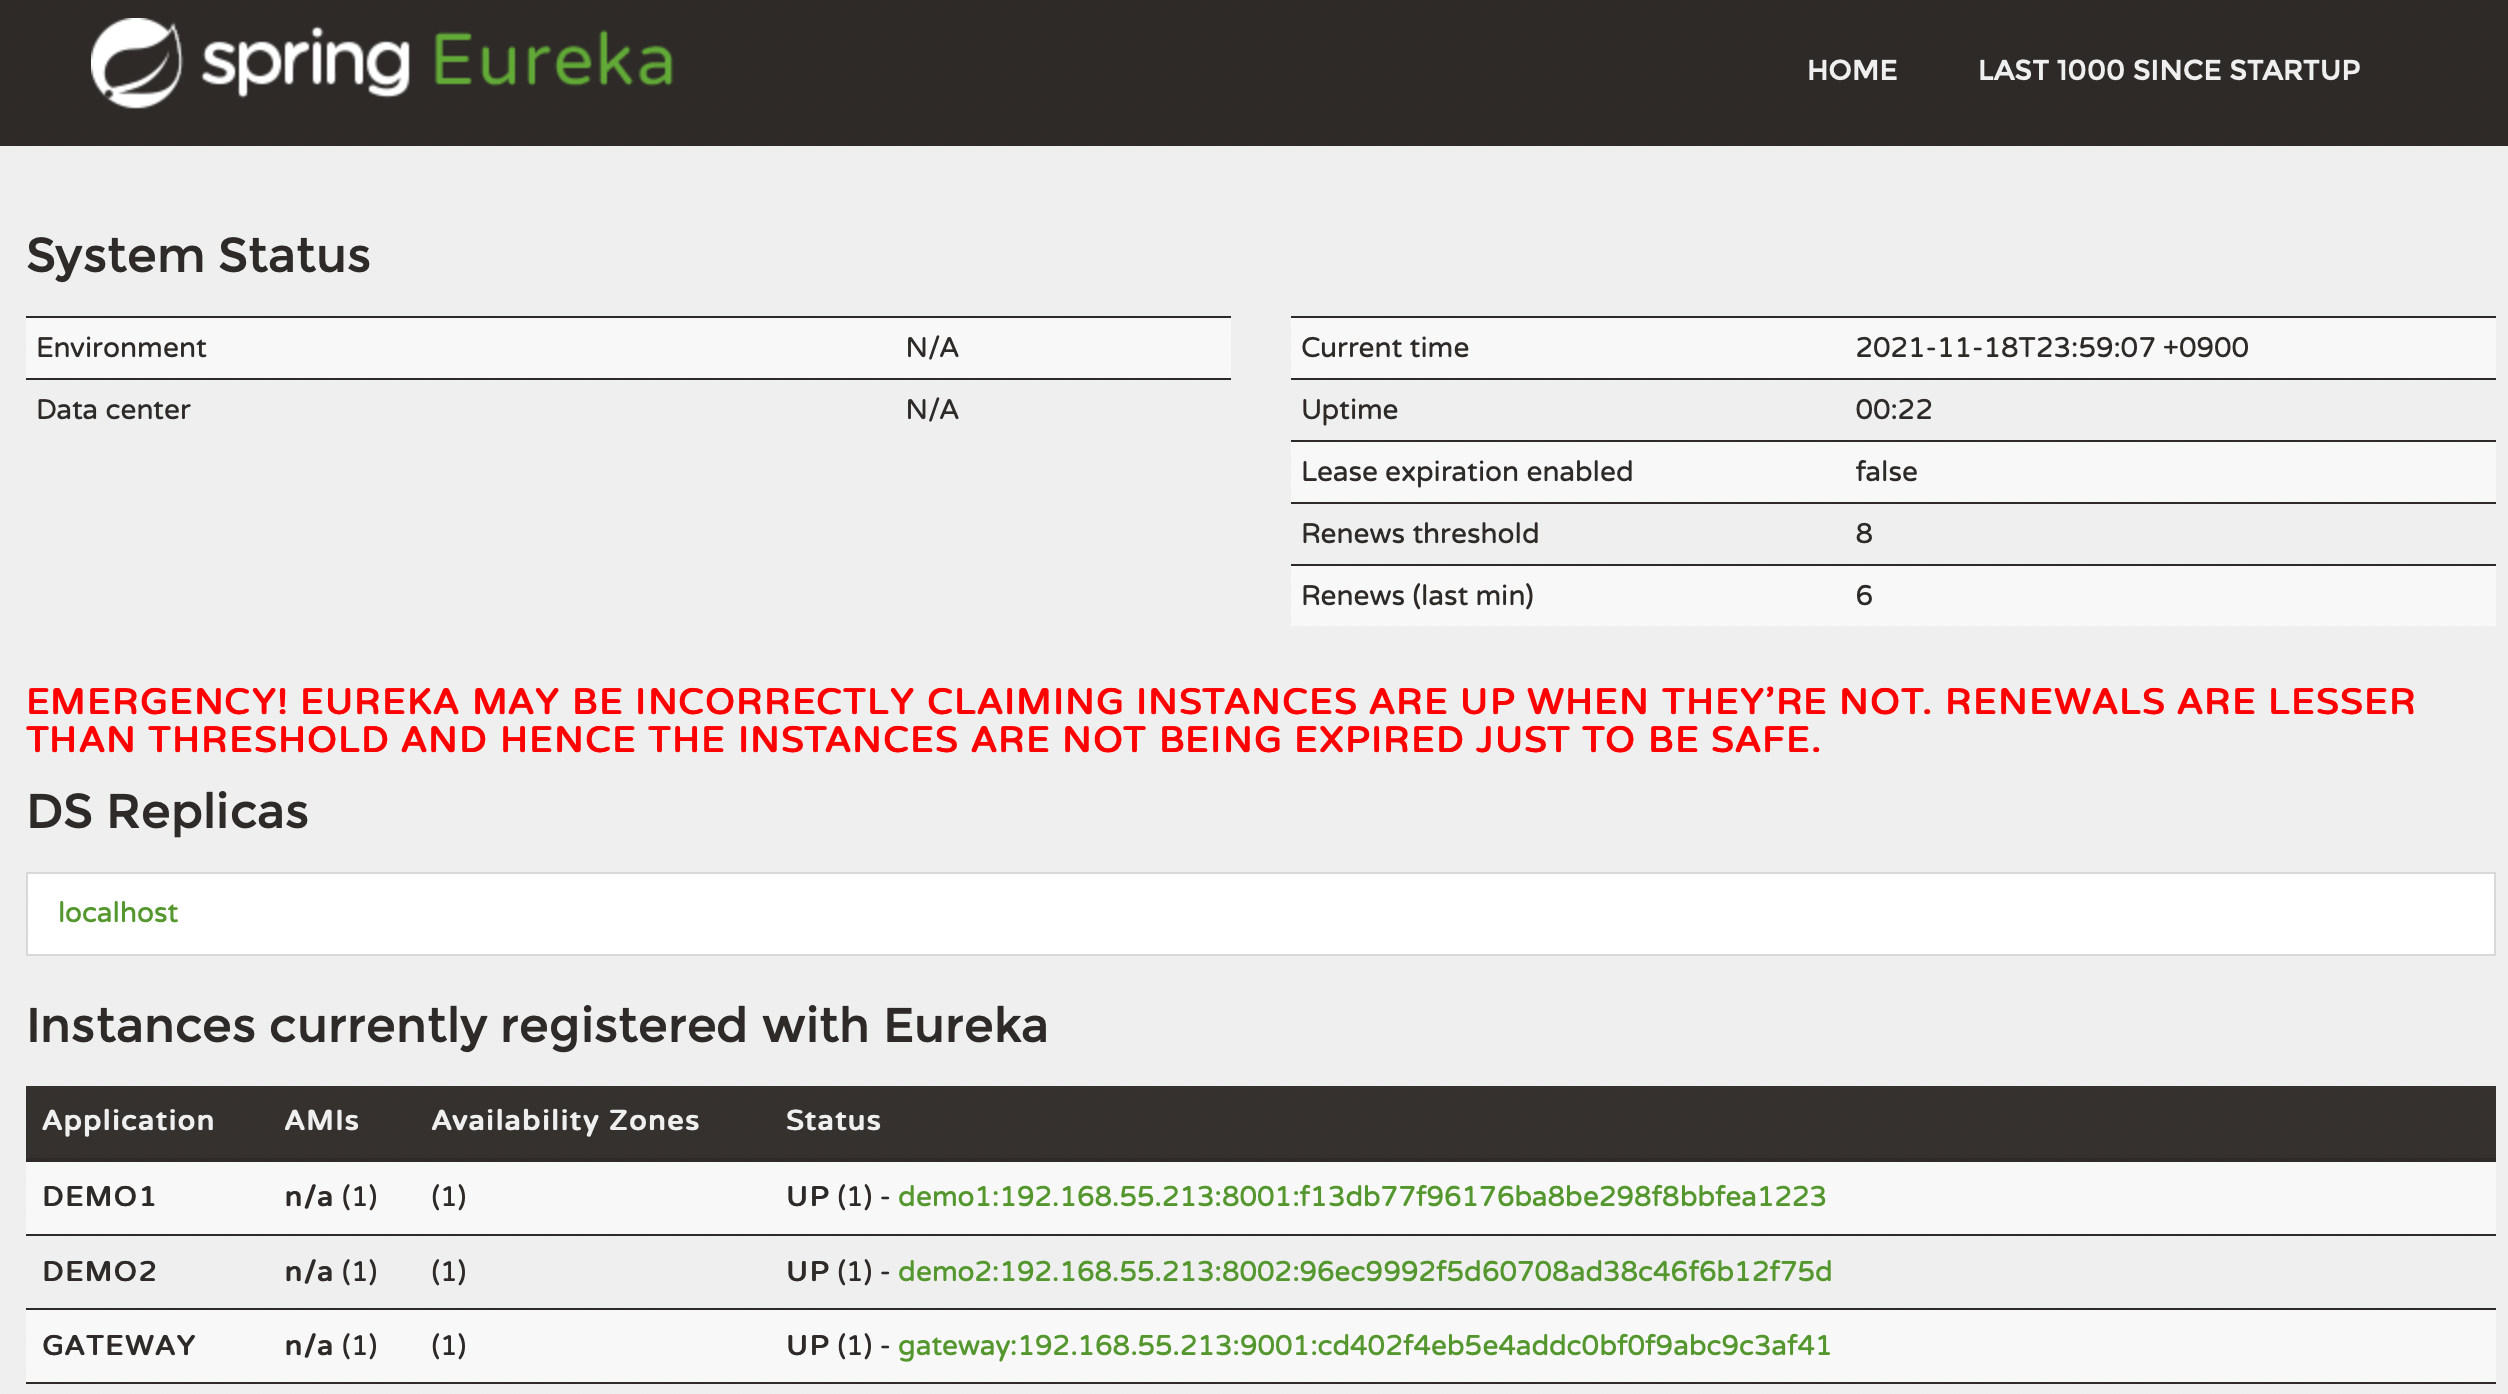 spring Eureka
HOME LAST 1000 SINCE STARTUP
System Status
Environment N/A
Data center N/A
Current time 2021-11-18T23:59:07 +0900
Uptime 00:22
Lease expiration enabled false
Renews threshold 8
Renews (last min) 6
EMERGENCY! EUREKA MAY BE INCORRECTLY CLAIMING INSTANCES ARE UP WHEN THEY’RE NOT. RENEWALS ARE LESSER
THAN THRESHOLD AND HENCE THE INSTANCES ARE NOT BEING EXPIRED JUST TO BE SAFE.
DS Replicas
localhost
Instances currently registered with Eureka
Application AMIs Availability Zones Status
DEMO1 n/a (1) (1) UP (1) - demo1:192.168.55.213:8001:f13db77f96176ba8be298f8bbfea1223
DEMO2 n/a (1) (1) UP (1) - demo2:192.168.55.213:8002:96ec9992f5d60708ad38c46f6b12f75d
GATEWAY n/a (1) (1) UP (1) - gateway:192.168.55.213:9001:cd402f4eb5e4addc0bf0f9abc9c3af41